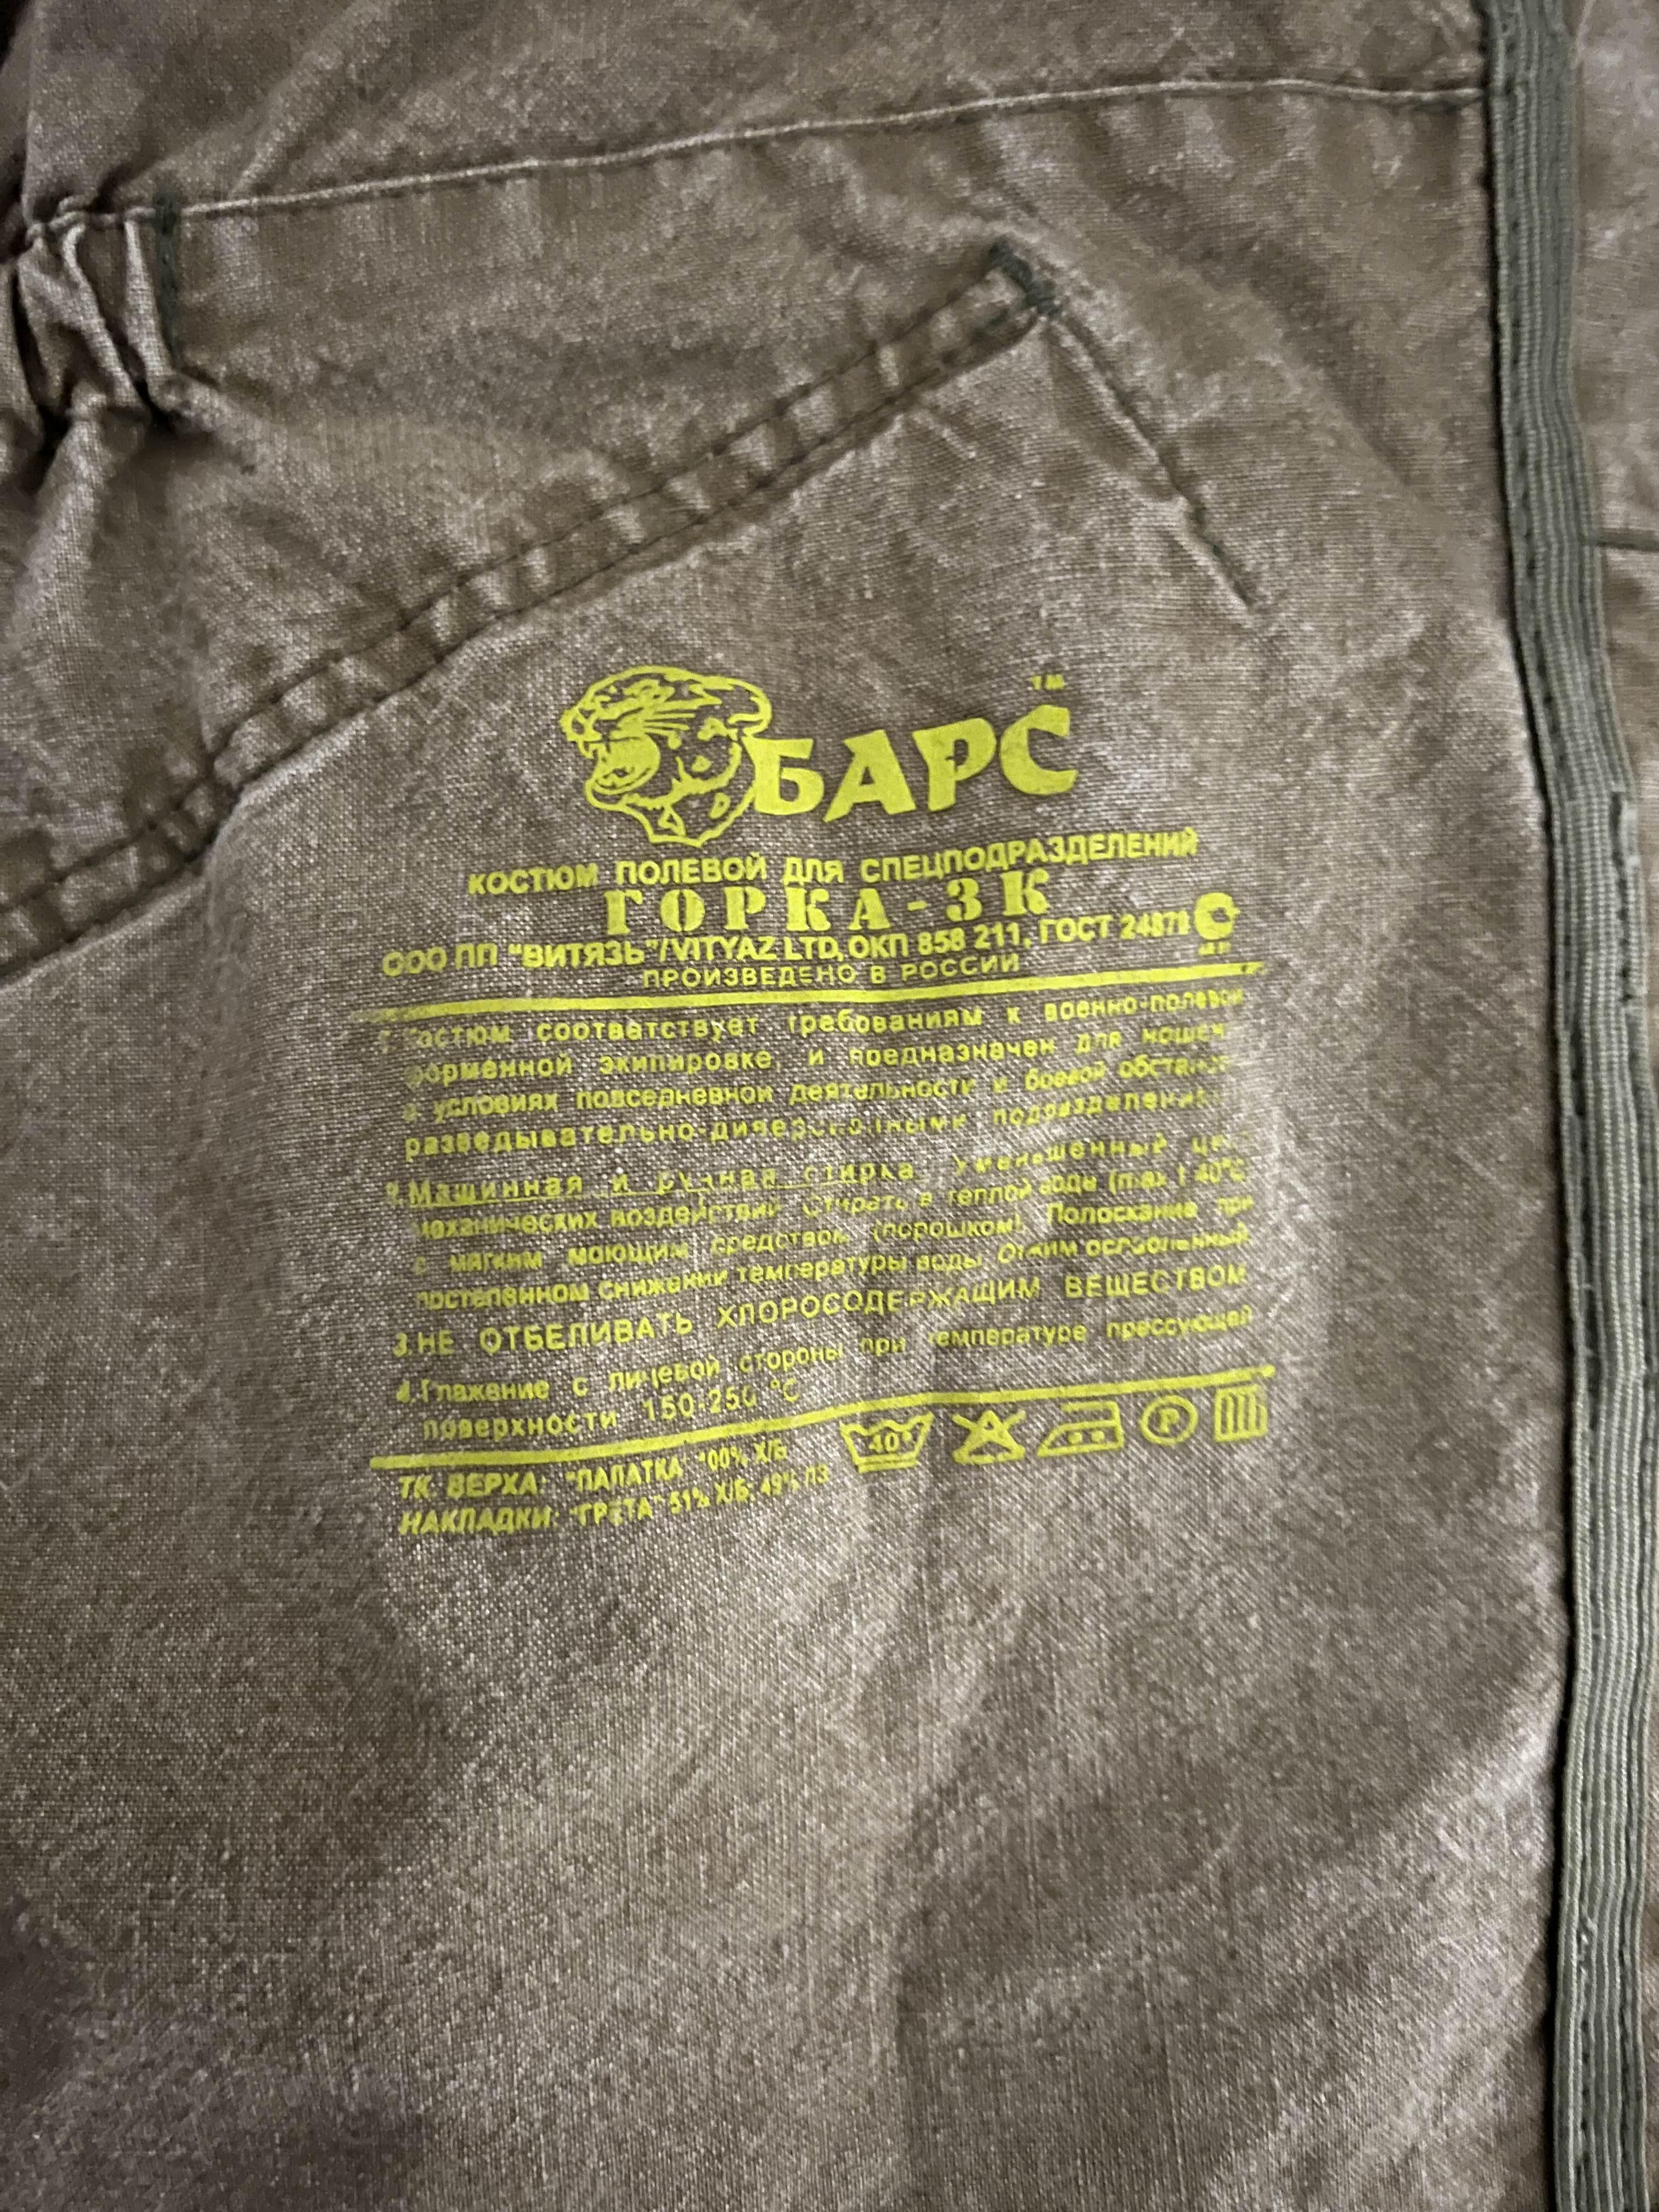 БАРС ТМ
КОСТЮМ ПОЛЕВОЙ ДЛЯ СПЕЦПОДРАЗДЕЛЕНИЙ
ГОРКА-3К
ООО ПП "ВИТЯЗЬ"/VITYAZ LTD, ОКП 858 211, ГОСТ
ПРОИЗВЕДЕНО В РОССИИ
Костюм соответствует требованиям к военно-полевой
форменной экипировке, и предназначен для
в условиях повседневной деятельности и боевой
разведывательно-диверсионными
2.Машинная и ручная стирка. Уменьшенный
механических воздействий. Стирать в теплой воде (max t 40°C
с мягким моющим средством (порошком). Полоскание при
постепенном снижении температуры воды. Отжим ослабленный
3.НЕ ОТБЕЛИВАТЬ ХЛОРОСОДЕРЖАЩИМ ВЕЩЕСТВОМ
4.Глажение с лицевой стороны при температуре прессующей
поверхности 150-250 °C
40°
P
ТК. ВЕРХА: "ПАЛАТКА" 100% Х/Б
НАКЛАДКИ: "ГРЕТА" 51% Х/Б, 49% ПЭ